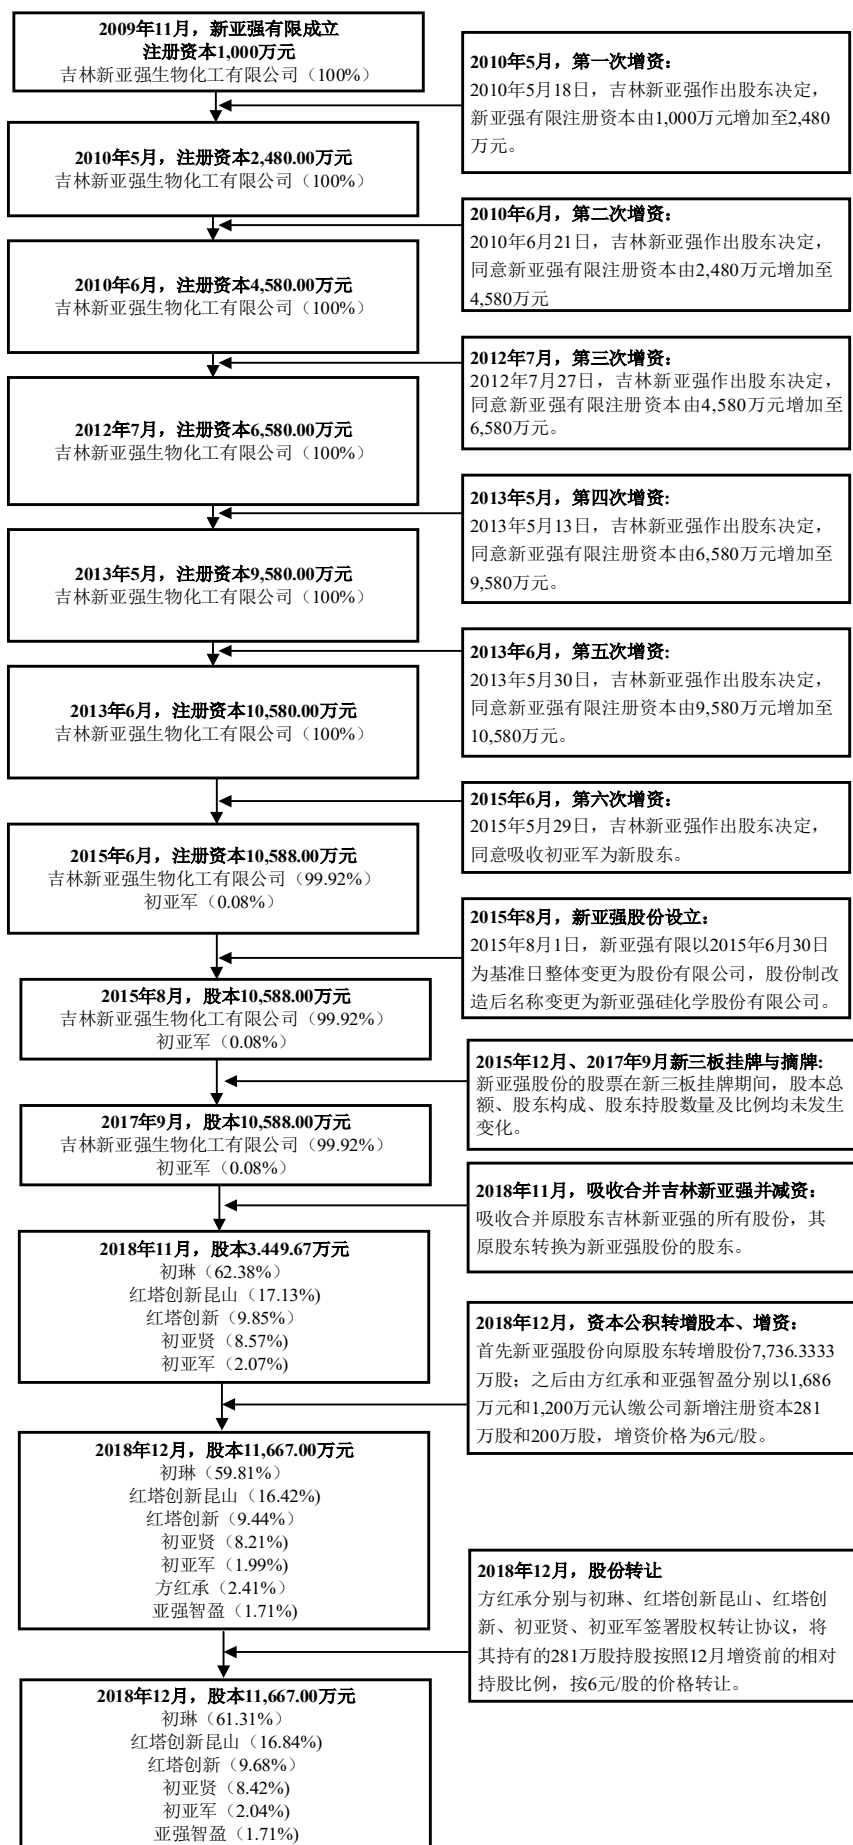 2009年11月，新亚强有限成立
注册资本1,000万元
吉林新亚强生物化工有限公司（100%）
2010年5月，第一次增资：
2010年5月18日，吉林新亚强作出股东决定，
新亚强有限注册资本由1,000万元增加至2,480
万元。
2010年5月，注册资本2,480.00万元
吉林新亚强生物化工有限公司（100%）
2010年6月，第二次增资：
2010年6月21日，吉林新亚强作出股东决定，
同意新亚强有限注册资本由2,480万元增加至
4,580万元
2010年6月，注册资本4,580.00万元
吉林新亚强生物化工有限公司（100%）
2012年7月，第三次增资：
2012年7月27日，吉林新亚强作出股东决定，
同意新亚强有限注册资本由4,580万元增加至
6,580万元。
2012年7月，注册资本6,580.00万元
吉林新亚强生物化工有限公司（100%）
2013年5月，第四次增资:
2013年5月13日，吉林新亚强作出股东决定，
同意新亚强有限注册资本由6,580万元增加至
9,580万元。
2013年5月，注册资本9,580.00万元
吉林新亚强生物化工有限公司（100%）
2013年6月，第五次增资:
2013年5月30日，吉林新亚强作出股东决定，
同意新亚强有限注册资本由9,580万元增加至
10,580万元。
2013年6月，注册资本10,580.00万元
吉林新亚强生物化工有限公司（100%）
2015年6月，第六次增资：
2015年5月29日，吉林新亚强作出股东决定，
同意吸收初亚军为新股东。
2015年6月，注册资本10,588.00万元
吉林新亚强生物化工有限公司（99.92%）
初亚军（0.08%）
2015年8月，新亚强股份设立：
2015年8月1日，新亚强有限以2015年6月30日
为基准日整体变更为股份有限公司，股份制改
造后名称变更为新亚强硅化学股份有限公司。
2015年8月，股本10,588.00万元
吉林新亚强生物化工有限公司（99.92%）
初亚军（0.08%）
2015年12月、2017年9月新三板挂牌与摘牌:
新亚强股份的股票在新三板挂牌期间，股本总
额、股东构成、股东持股数量及比例均未发生
变化。
2017年9月，股本10,588.00万元
吉林新亚强生物化工有限公司（99.92%）
初亚军（0.08%）
2018年11月，吸收合并吉林新亚强并减资：
吸收合并原股东吉林新亚强的所有股份，其
原股东转换为新亚强股份的股东。
2018年11月，股本3.449.67万元
初琳（62.38%）
红塔创新昆山（17.13%)
红塔创新（9.85%）
初亚贤（8.57%）
初亚军（2.07%）
2018年12月，资本公积转增股本、增资：
首先新亚强股份向原股东转增股份7,736.3333
万股；之后由方红承和亚强智盈分别以1,686
万元和1,200万元认缴公司新增注册资本281
万股和200万股，增资价格为6元/股。
2018年12月，股本11,667.00万元
初琳（59.81%）
红塔创新昆山（16.42%)
红塔创新（9.44%）
初亚贤（8.21%）
初亚军（1.99%）
方红承（2.41%）
亚强智盈（1.71%)
2018年12月，股份转让
方红承分别与初琳、红塔创新昆山、红塔创
新、初亚贤、初亚军签署股权转让协议，将
其持有的281万股持股按照12月增资前的相对
持股比例，按6元/股的价格转让。
2018年12月，股本11,667.00万元
初琳（61.31%）
红塔创新昆山（16.84%)
红塔创新（9.68%）
初亚贤（8.42%)
初亚军（2.04%）
亚强智盈（1.71%)